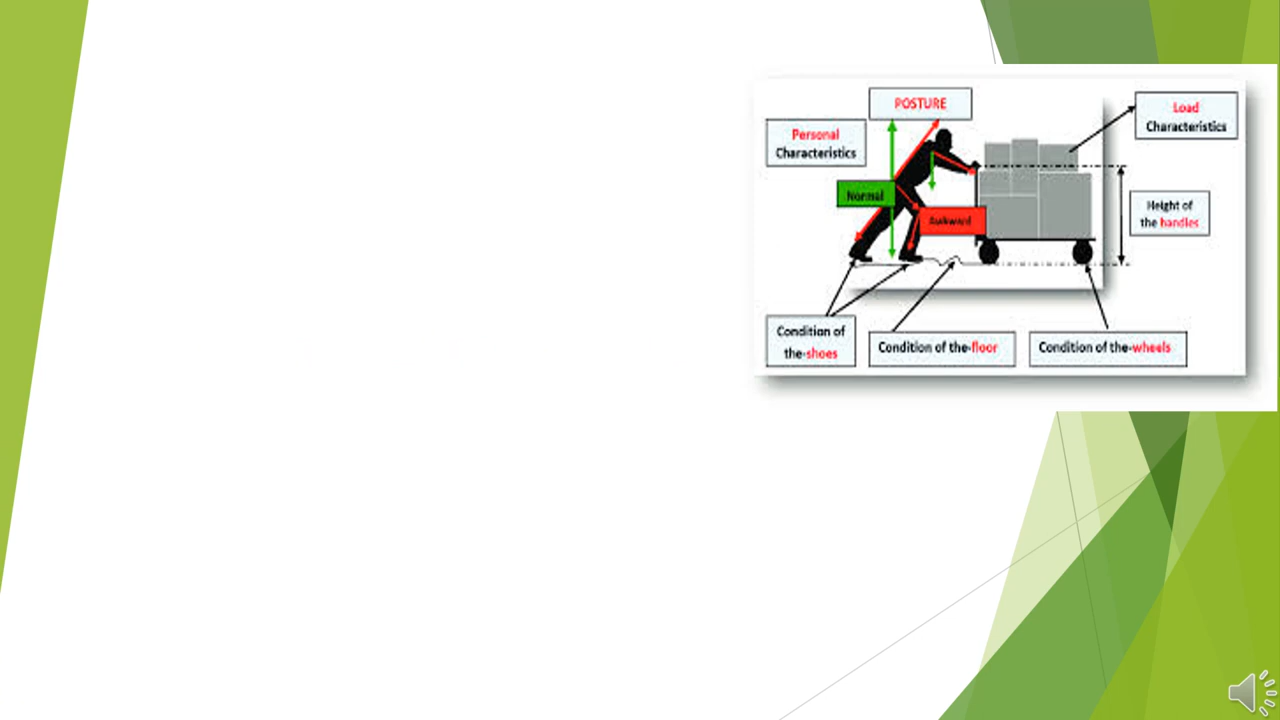 POSTURE
Personal
Characteristics
Load
Characteristics
Normal
Awkward
Height of
the handles
Condition of
the-shoes
Condition of the-floor
Condition of the-wheels